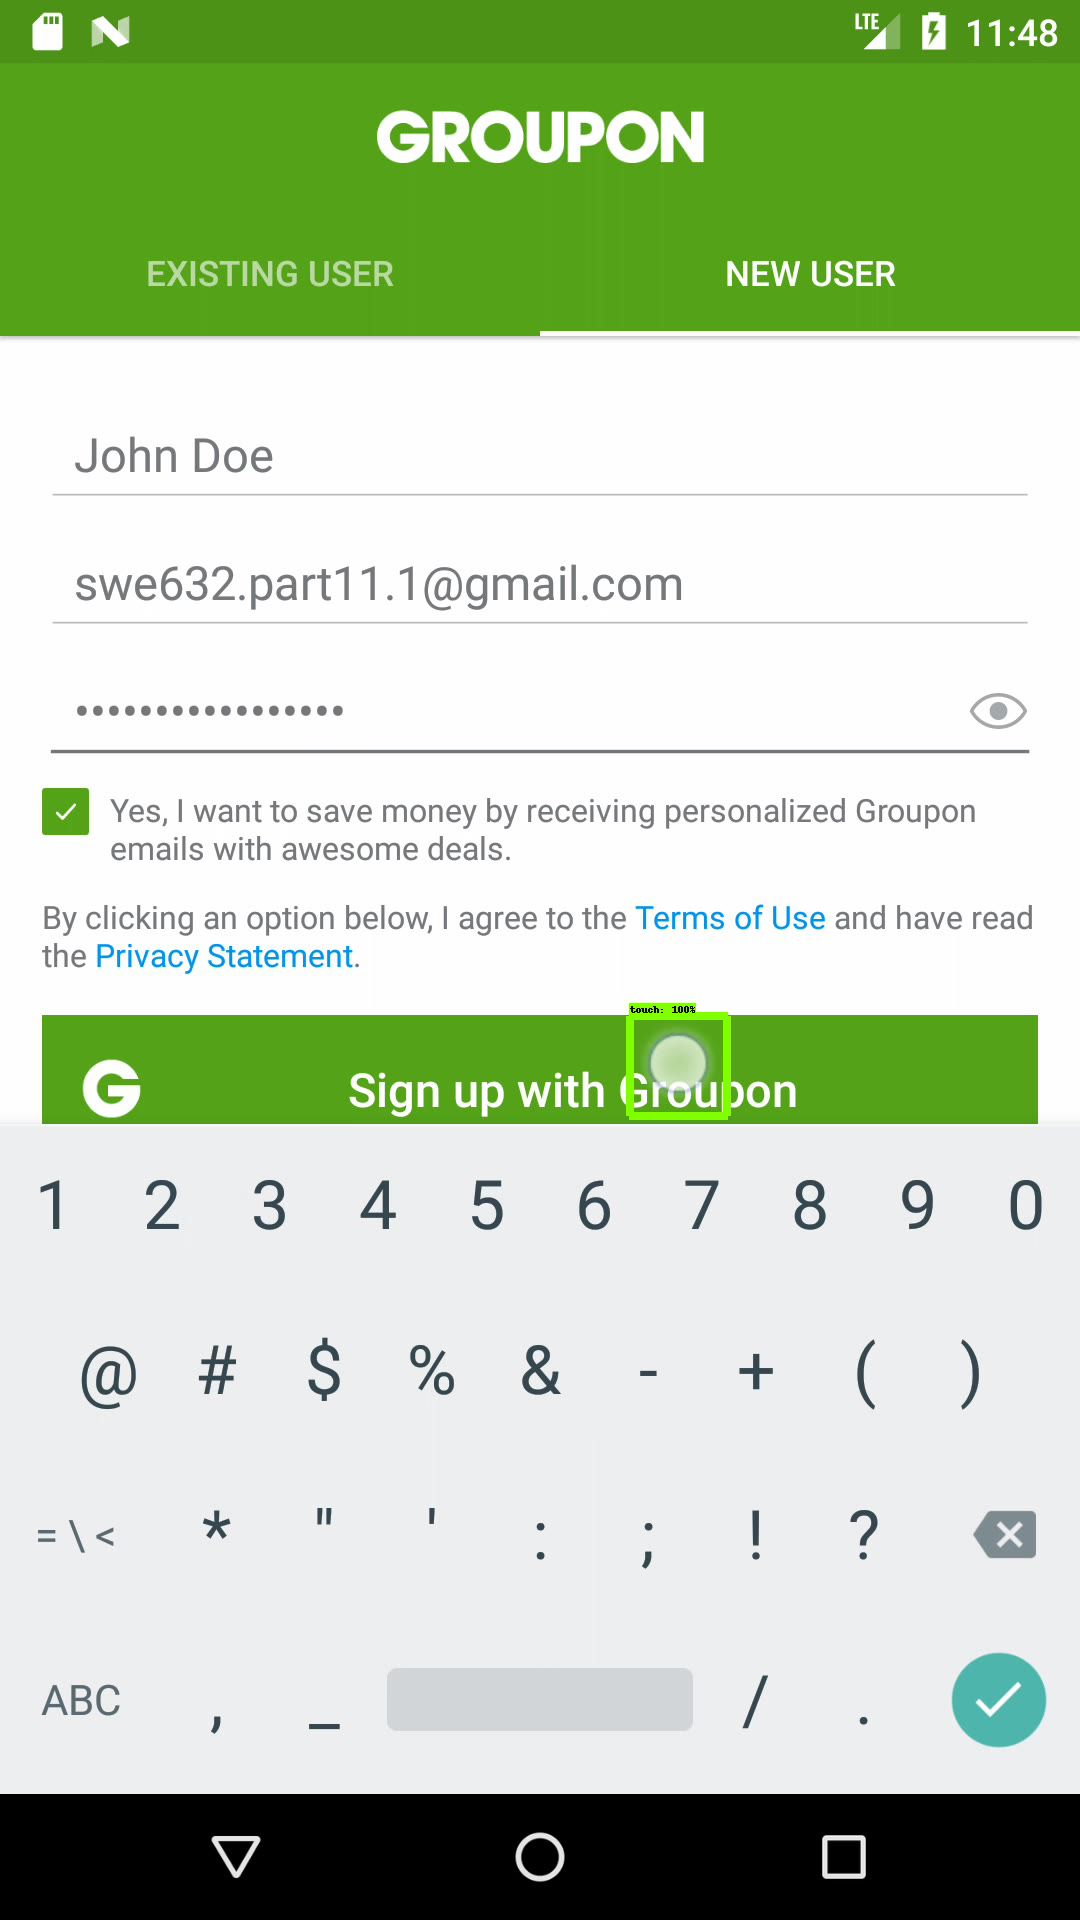 LTE 11:48
GROUPON
EXISTING USER NEW USER
John Doe
swe632.part11.1@gmail.com
•••••••••••••••••
Yes, I want to save money by receiving personalized Groupon
emails with awesome deals.
By clicking an option below, I agree to the Terms of Use and have read
the Privacy Statement.
touch: 100%
G Sign up with Groupon
1 2 3 4 5 6 7 8 9 0
@ # $ % & - + ( )
= \ < * " ' : ; ! ?
ABC , _ / .